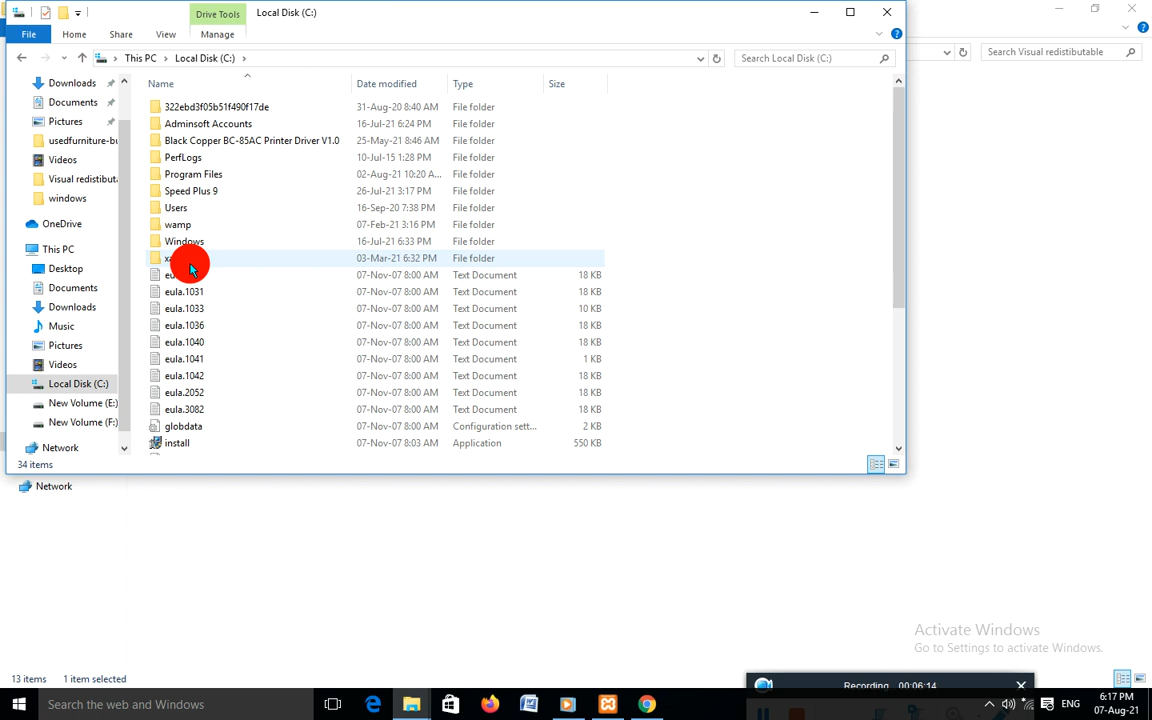 Drive Tools
Local Disk (C:)
File
Home
Share
View
Manage
This PC
Local Disk (C:)
Search Local Disk (C:)
Search Visual redistibutable
Name
Date modified
Type
Size
Downloads
Documents
Pictures
usedfurniture-bu
Videos
Visual redistibuta
windows
OneDrive
This PC
Desktop
Documents
Downloads
Music
Pictures
Videos
Local Disk (C:)
New Volume (E:)
New Volume (F:)
Network
322ebd3f05b51f490f17de 31-Aug-20 8:40 AM File folder
Adminsoft Accounts 16-Jul-21 6:24 PM File folder
Black Copper BC-85AC Printer Driver V1.0 25-May-21 8:46 AM File folder
PerfLogs 10-Jul-15 1:28 PM File folder
Program Files 02-Aug-21 10:20 A... File folder
Speed Plus 9 26-Jul-21 3:17 PM File folder
Users 16-Sep-20 7:38 PM File folder
wamp 07-Feb-21 3:16 PM File folder
Windows 16-Jul-21 6:33 PM File folder
03-Mar-21 6:32 PM File folder
07-Nov-07 8:00 AM Text Document 18 KB
eula.1031 07-Nov-07 8:00 AM Text Document 18 KB
eula.1033 07-Nov-07 8:00 AM Text Document 10 KB
eula.1036 07-Nov-07 8:00 AM Text Document 18 KB
eula.1040 07-Nov-07 8:00 AM Text Document 18 KB
eula.1041 07-Nov-07 8:00 AM Text Document 1 KB
eula.1042 07-Nov-07 8:00 AM Text Document 18 KB
eula.2052 07-Nov-07 8:00 AM Text Document 18 KB
eula.3082 07-Nov-07 8:00 AM Text Document 18 KB
globdata 07-Nov-07 8:00 AM Configuration sett... 2 KB
install 07-Nov-07 8:03 AM Application 550 KB
34 items
Network
Activate Windows
Go to Settings to activate Windows.
13 items 1 item selected
Recording 00:06:14
Search the web and Windows
ENG
6:17 PM
07-Aug-21